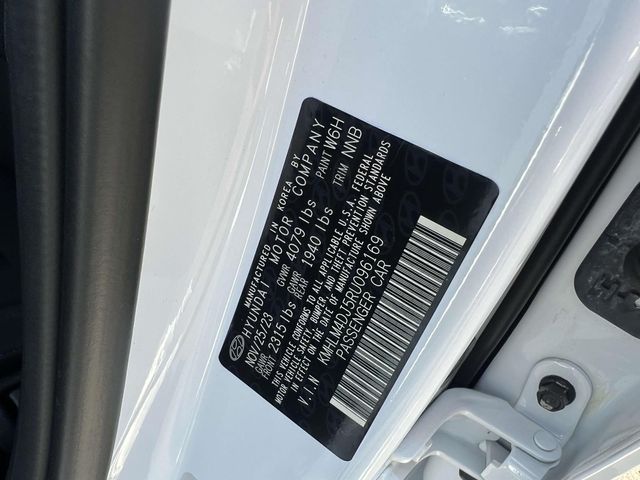 MANUFACTURED IN KOREA BY
HYUNDAI MOTOR COMPANY
NOV/23/23 GVWR 4079 lbs PAINT W6H
GAWR FRONT 2315 lbs GAWR REAR 1940 lbs TRIM NNB
THIS VEHICLE CONFORMS TO ALL APPLICABLE U.S.A. FEDERAL
MOTOR VEHICLE SAFETY, BUMPER, AND THEFT PREVENTION STANDARDS
IN EFFECT ON THE DATE OF MANUFACTURE SHOWN ABOVE
V.I.N KMHLM4DJ5RU096169
PASSENGER CAR